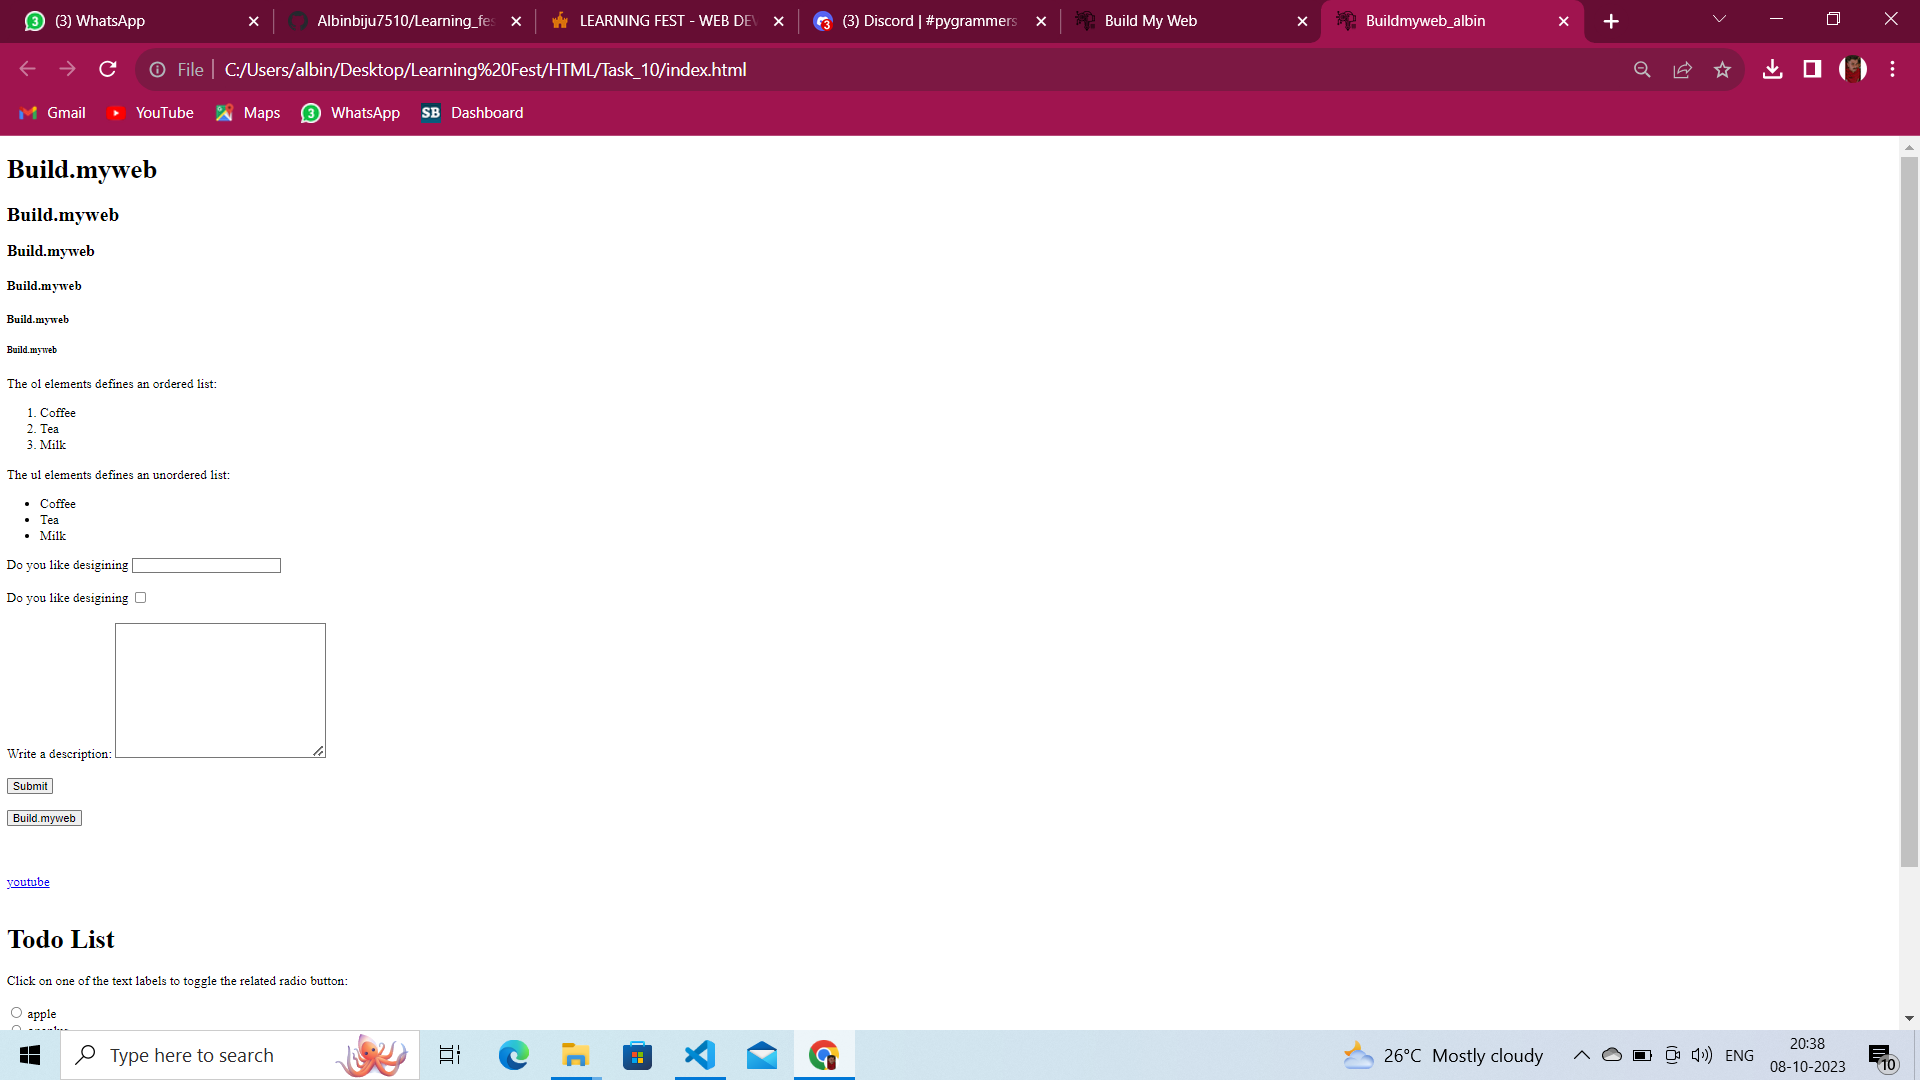 (3) WhatsApp
Albinbiju7510/Learning_fes
LEARNING FEST - WEB DEV
(3) Discord | #pygrammers
Build My Web
Buildmyweb_albin
File
C:/Users/albin/Desktop/Learning%20Fest/HTML/Task_10/index.html
Gmail
YouTube
Maps
3
WhatsApp
SB
Dashboard
Build.myweb
Build.myweb
Build.myweb
Build.myweb
Build.myweb
Build.myweb
The ol elements defines an ordered list:
1. Coffee
2. Tea
3. Milk
The ul elements defines an unordered list:
• Coffee
• Tea
• Milk
Do you like desigining
Do you like desigining
Write a description:
Submit
Build.myweb
youtube
Todo List
Click on one of the text labels to toggle the related radio button:
apple
Type here to search
26°C Mostly cloudy
ENG
20:38
08-10-2023
10